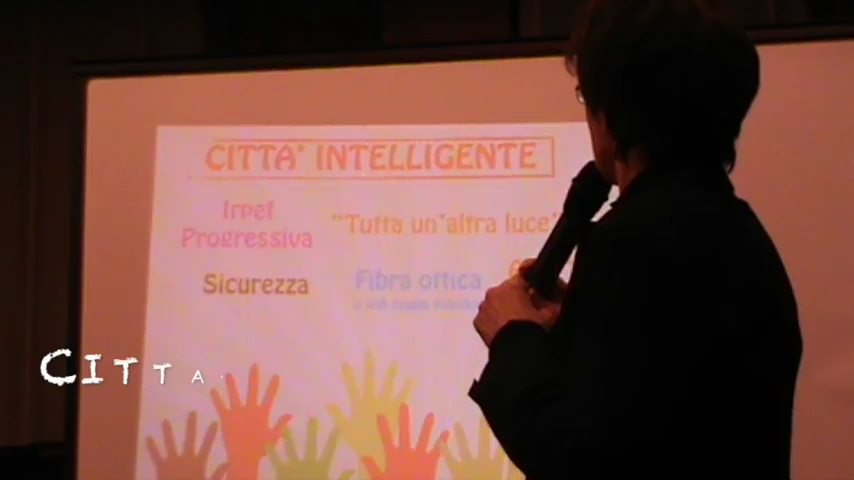 CITTA' INTELLIGENTE
Irpef
Progressiva
"Tutta un'altra luce"
Sicurezza
Fibra ottica
CITTA